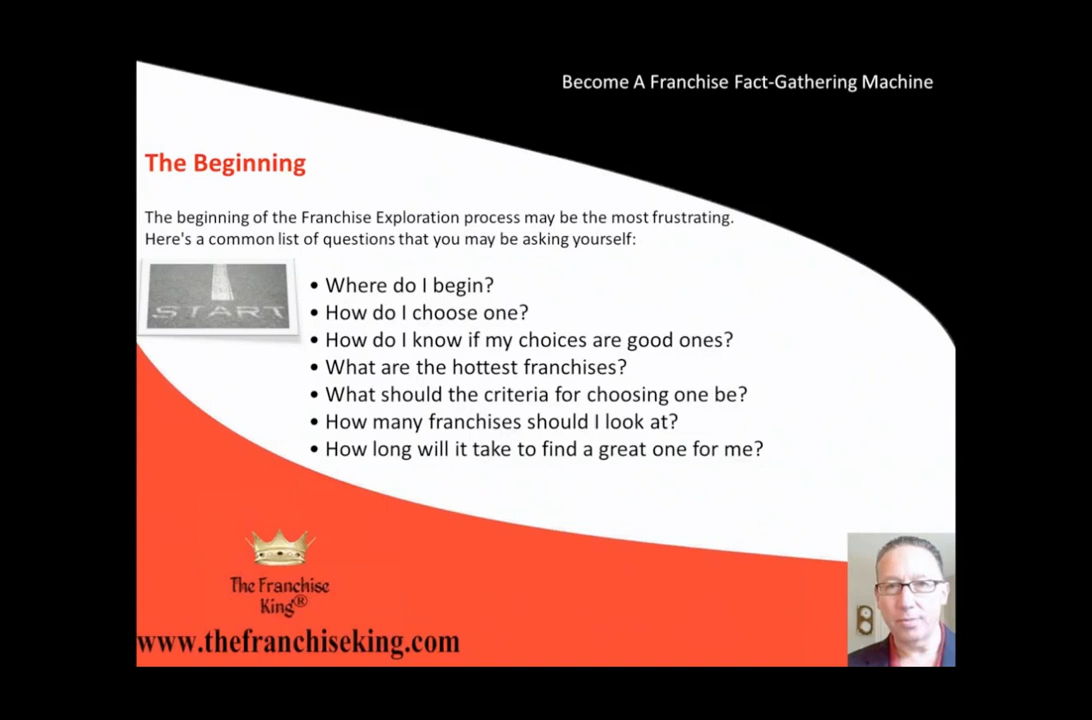 Become A Franchise Fact-Gathering Machine
The Beginning
The beginning of the Franchise Exploration process may be the most frustrating.
Here's a common list of questions that you may be asking yourself:
START
• Where do I begin?
• How do I choose one?
• How do I know if my choices are good ones?
• What are the hottest franchises?
• What should the criteria for choosing one be?
• How many franchises should I look at?
• How long will it take to find a great one for me?
The Franchise
King®
www.thefranchiseking.com